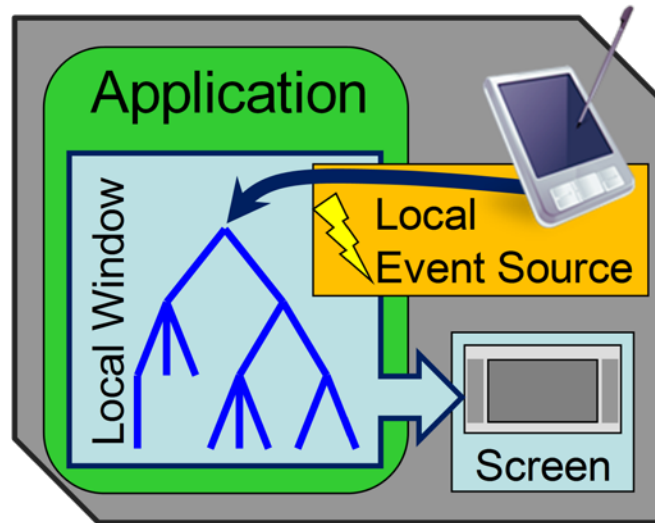 Application
Local Window
Local
Event Source
Screen